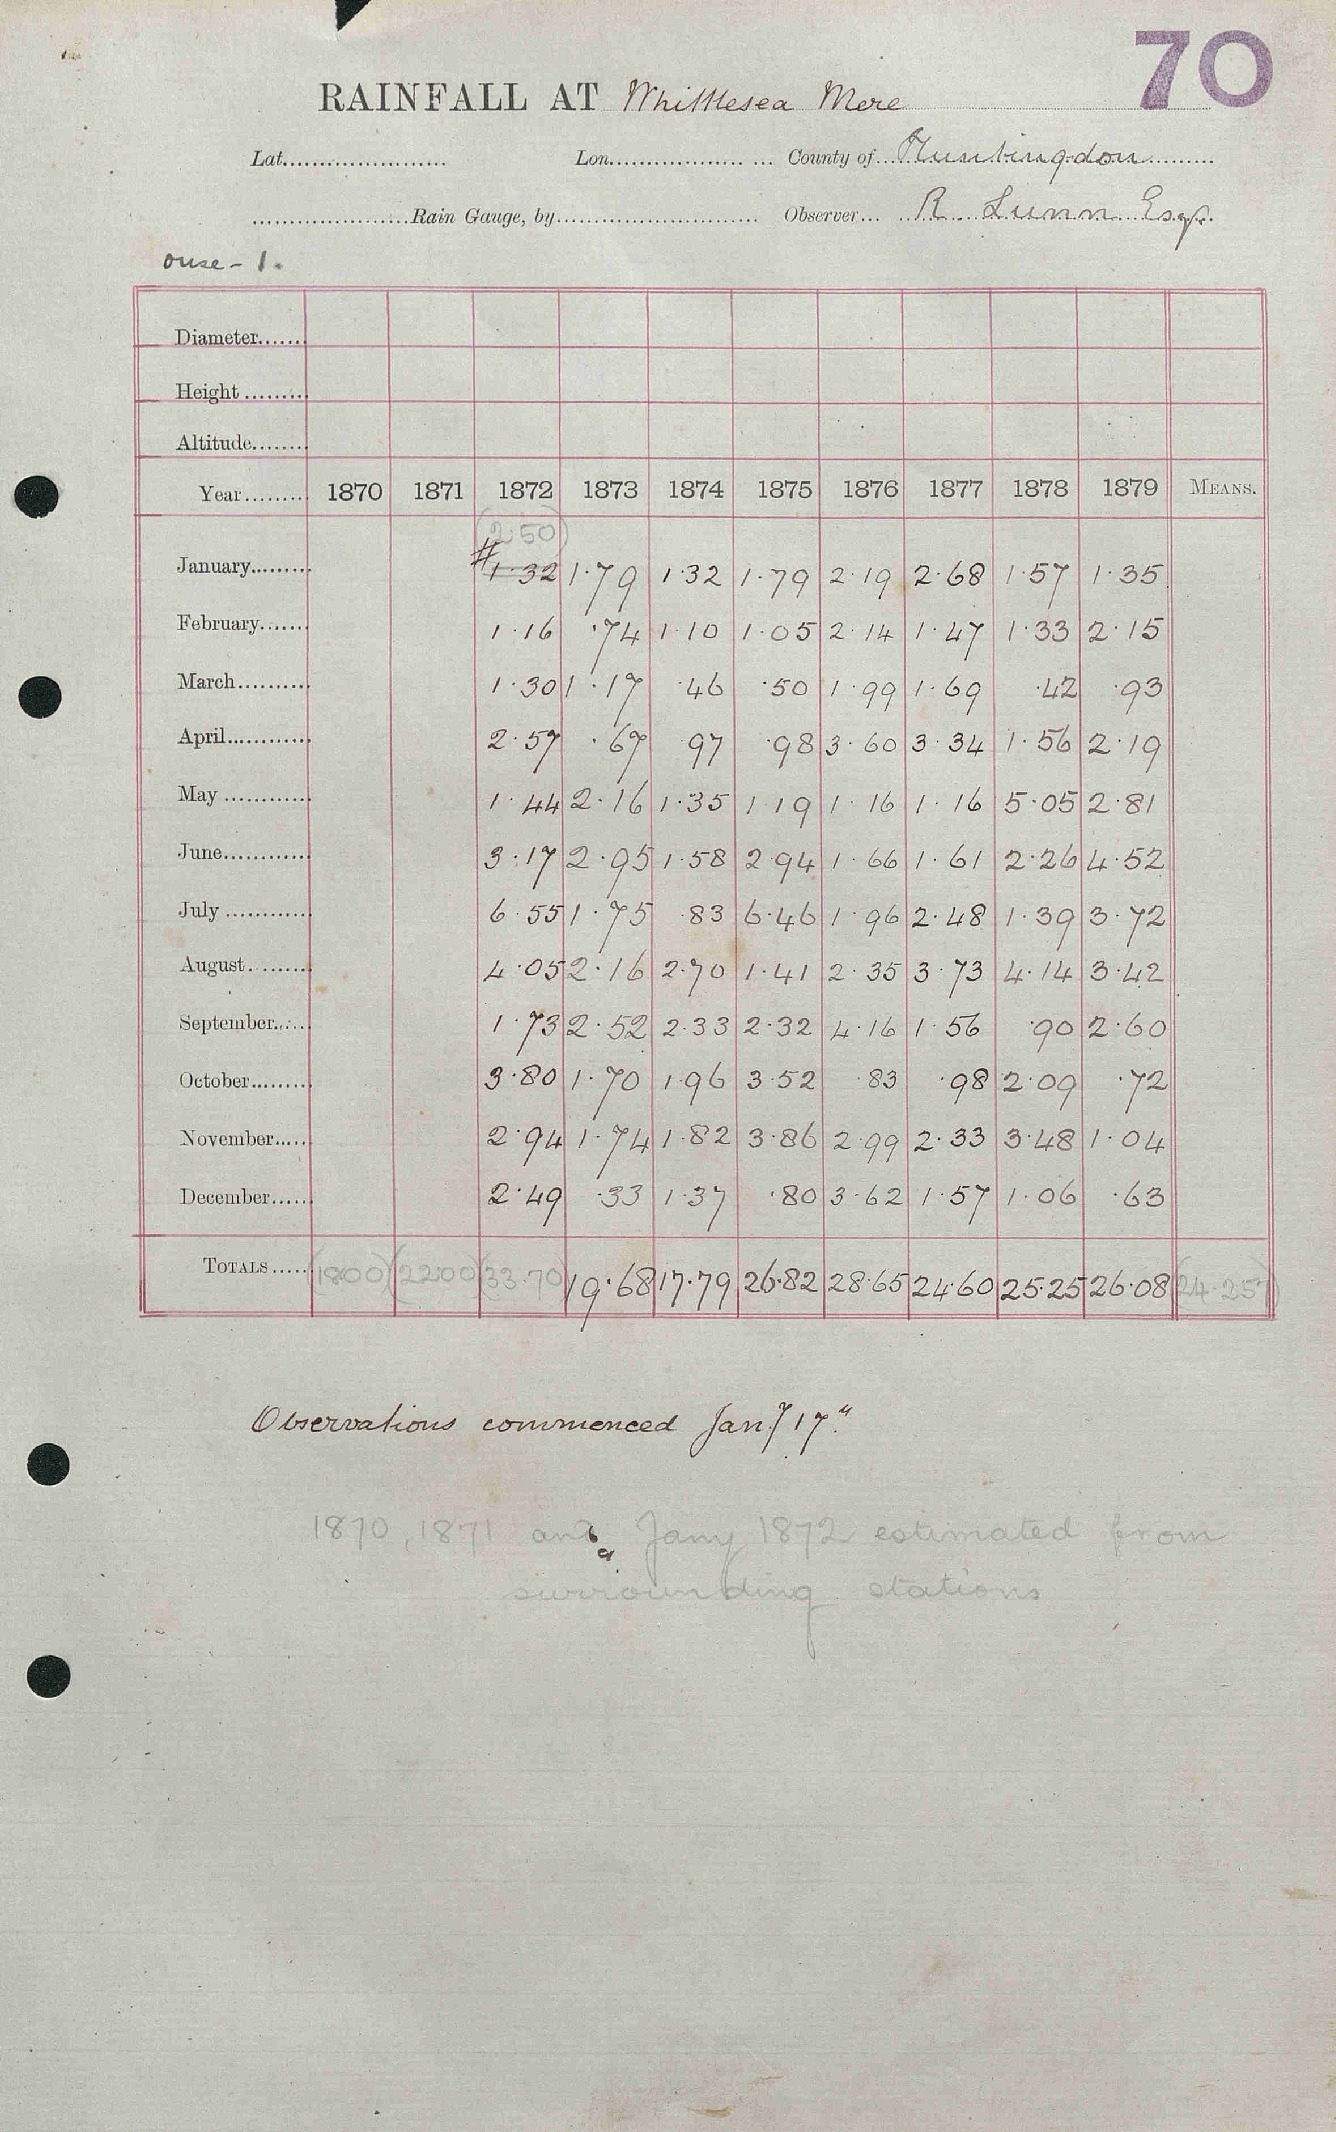 70
RAINFALL AT Whittlesea Mere
Lat. Lon. County of Huntingdon
Rain Gauge, by Observer R Lunn Esqr.
ouse - 1.
Diameter
Height
Altitude
Year 1870 1871 1872 1873 1874 1875 1876 1877 1878 1879 MEANS.
(2.50)
January # 1.32 1.79 1.32 1.79 2.19 2.68 1.57 1.35
February 1.16 .74 1.10 1.05 2.14 1.47 1.33 2.15
March 1.30 1.17 .46 .50 1.99 1.69 .42 .93
April 2.57 .67 97 .98 3.60 3.34 1.56 2.19
May 1.44 2.16 1.35 1.19 1.16 1.16 5.05 2.81
June 3.17 2.95 1.58 2.94 1.66 1.61 2.26 4.52
July 6.55 1.75 .83 6.46 1.96 2.48 1.39 3.72
August 4.05 2.16 2.70 1.41 2.35 3.73 4.14 3.42
September 1.73 2.52 2.33 2.32 4.16 1.56 .90 2.60
October 3.80 1.70 1.96 3.52 .83 .98 2.09 .72
November 2.94 1.74 1.82 3.86 2.99 2.33 3.48 1.04
December 2.49 .33 1.37 .80 3.62 1.57 1.06 .63
TOTALS (1800) (2200) (33.70) 19.68 17.79 26.82 28.65 24.60 25.25 26.08 (24.257)
Observations commenced Jany 17"
1870, 1871 and Jany 1872 estimated from
surrounding stations